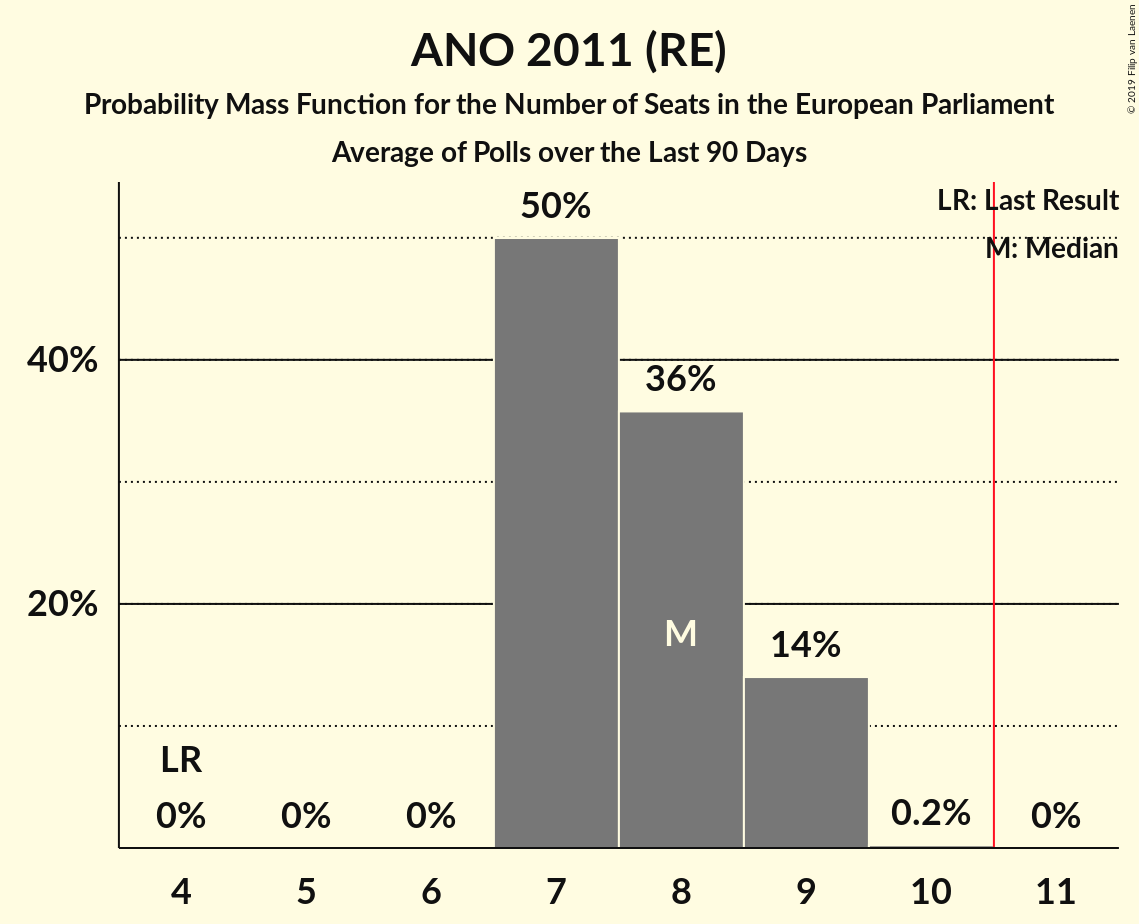 ANO 2011 (RE)
Probability Mass Function for the Number of Seats in the European Parliament
Average of Polls over the Last 90 Days
© 2019 Filip van Laenen
LR: Last Result
M: Median
50%
40%
36%
20%
M
14%
LR
0%
0%
0%
0.2%
0%
4
5
6
7
8
9
10
11